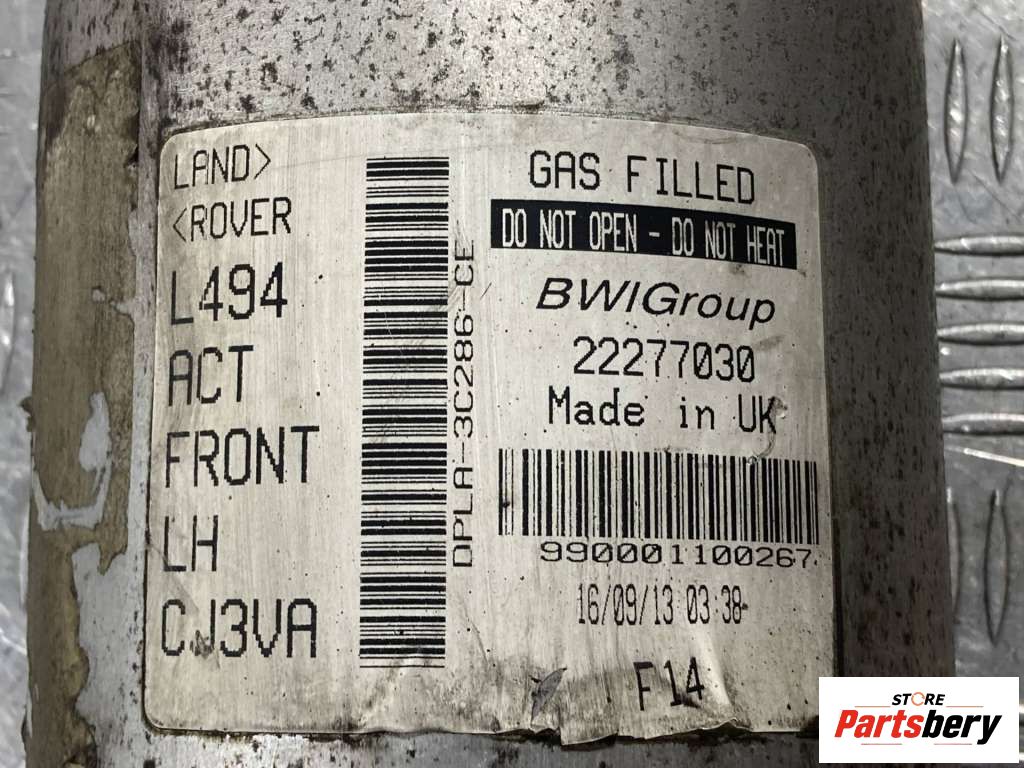 LAND>
<ROVER
L494
ACT
FRONT
LH
CJ3VA
DPLA-3C286-CE
GAS FILLED
DO NOT OPEN - DO NOT HEAT
BWIGroup
22277030
Made in UK
990001100267
16/09/13 03:38
F14
STORE
Partsbery